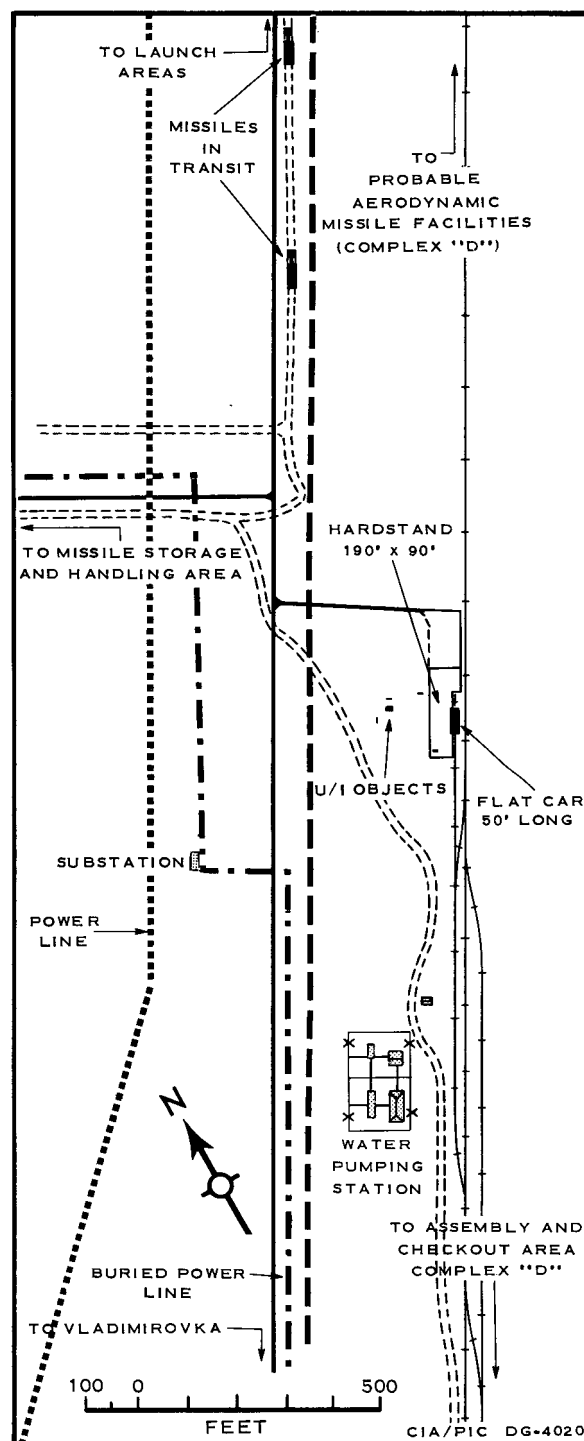 TO LAUNCH
AREAS
MISSILES
IN
TRANSIT
TO
PROBABLE
AERODYNAMIC
MISSILE FACILITIES
(COMPLEX "D")
HARDSTAND
190' X 90'
TO MISSILE STORAGE
AND HANDLING AREA
U/I OBJECTS
FLAT CAR
50' LONG
SUBSTATION
POWER
LINE
N
WATER
PUMPING
STATION
TO ASSEMBLY AND
CHECKOUT AREA
COMPLEX "D"
BURIED POWER
LINE
TO VLADIMIROVKA
100 0 500
FEET
CIA/PIC DG-4020